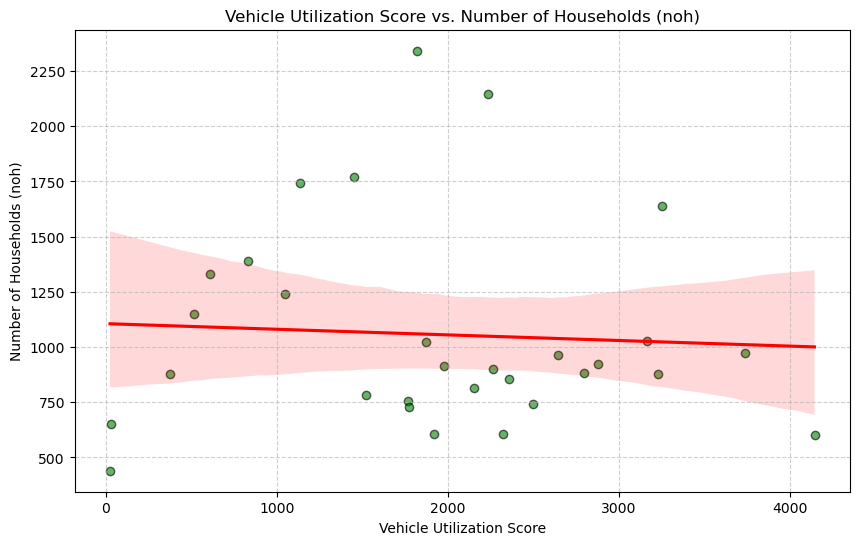 Vehicle Utilization Score vs. Number of Households (noh)
Number of Households (noh)
2250
2000
1750
1500
1250
1000
750
500
0 1000 2000 3000 4000
Vehicle Utilization Score